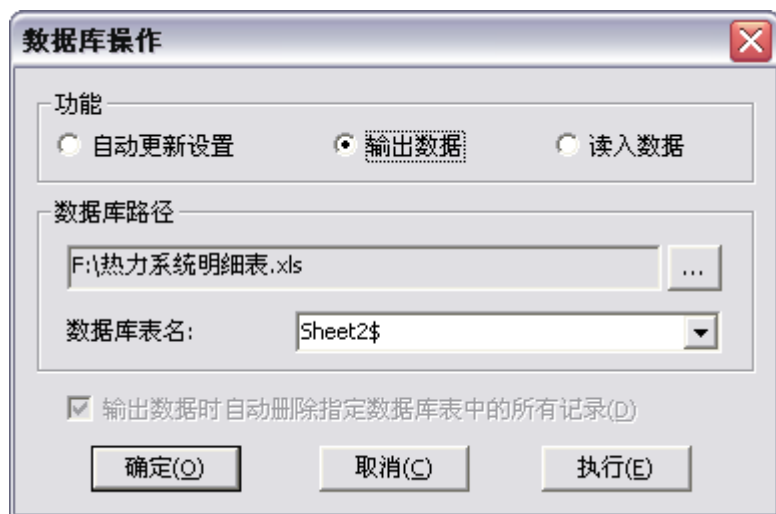 数据库操作
功能
自动更新设置 输出数据 读入数据
数据库路径
F:\热力系统明细表.xls ...
数据库表名: Sheet2$
输出数据时自动删除指定数据库表中的所有记录(D)
确定(O) 取消(C) 执行(E)